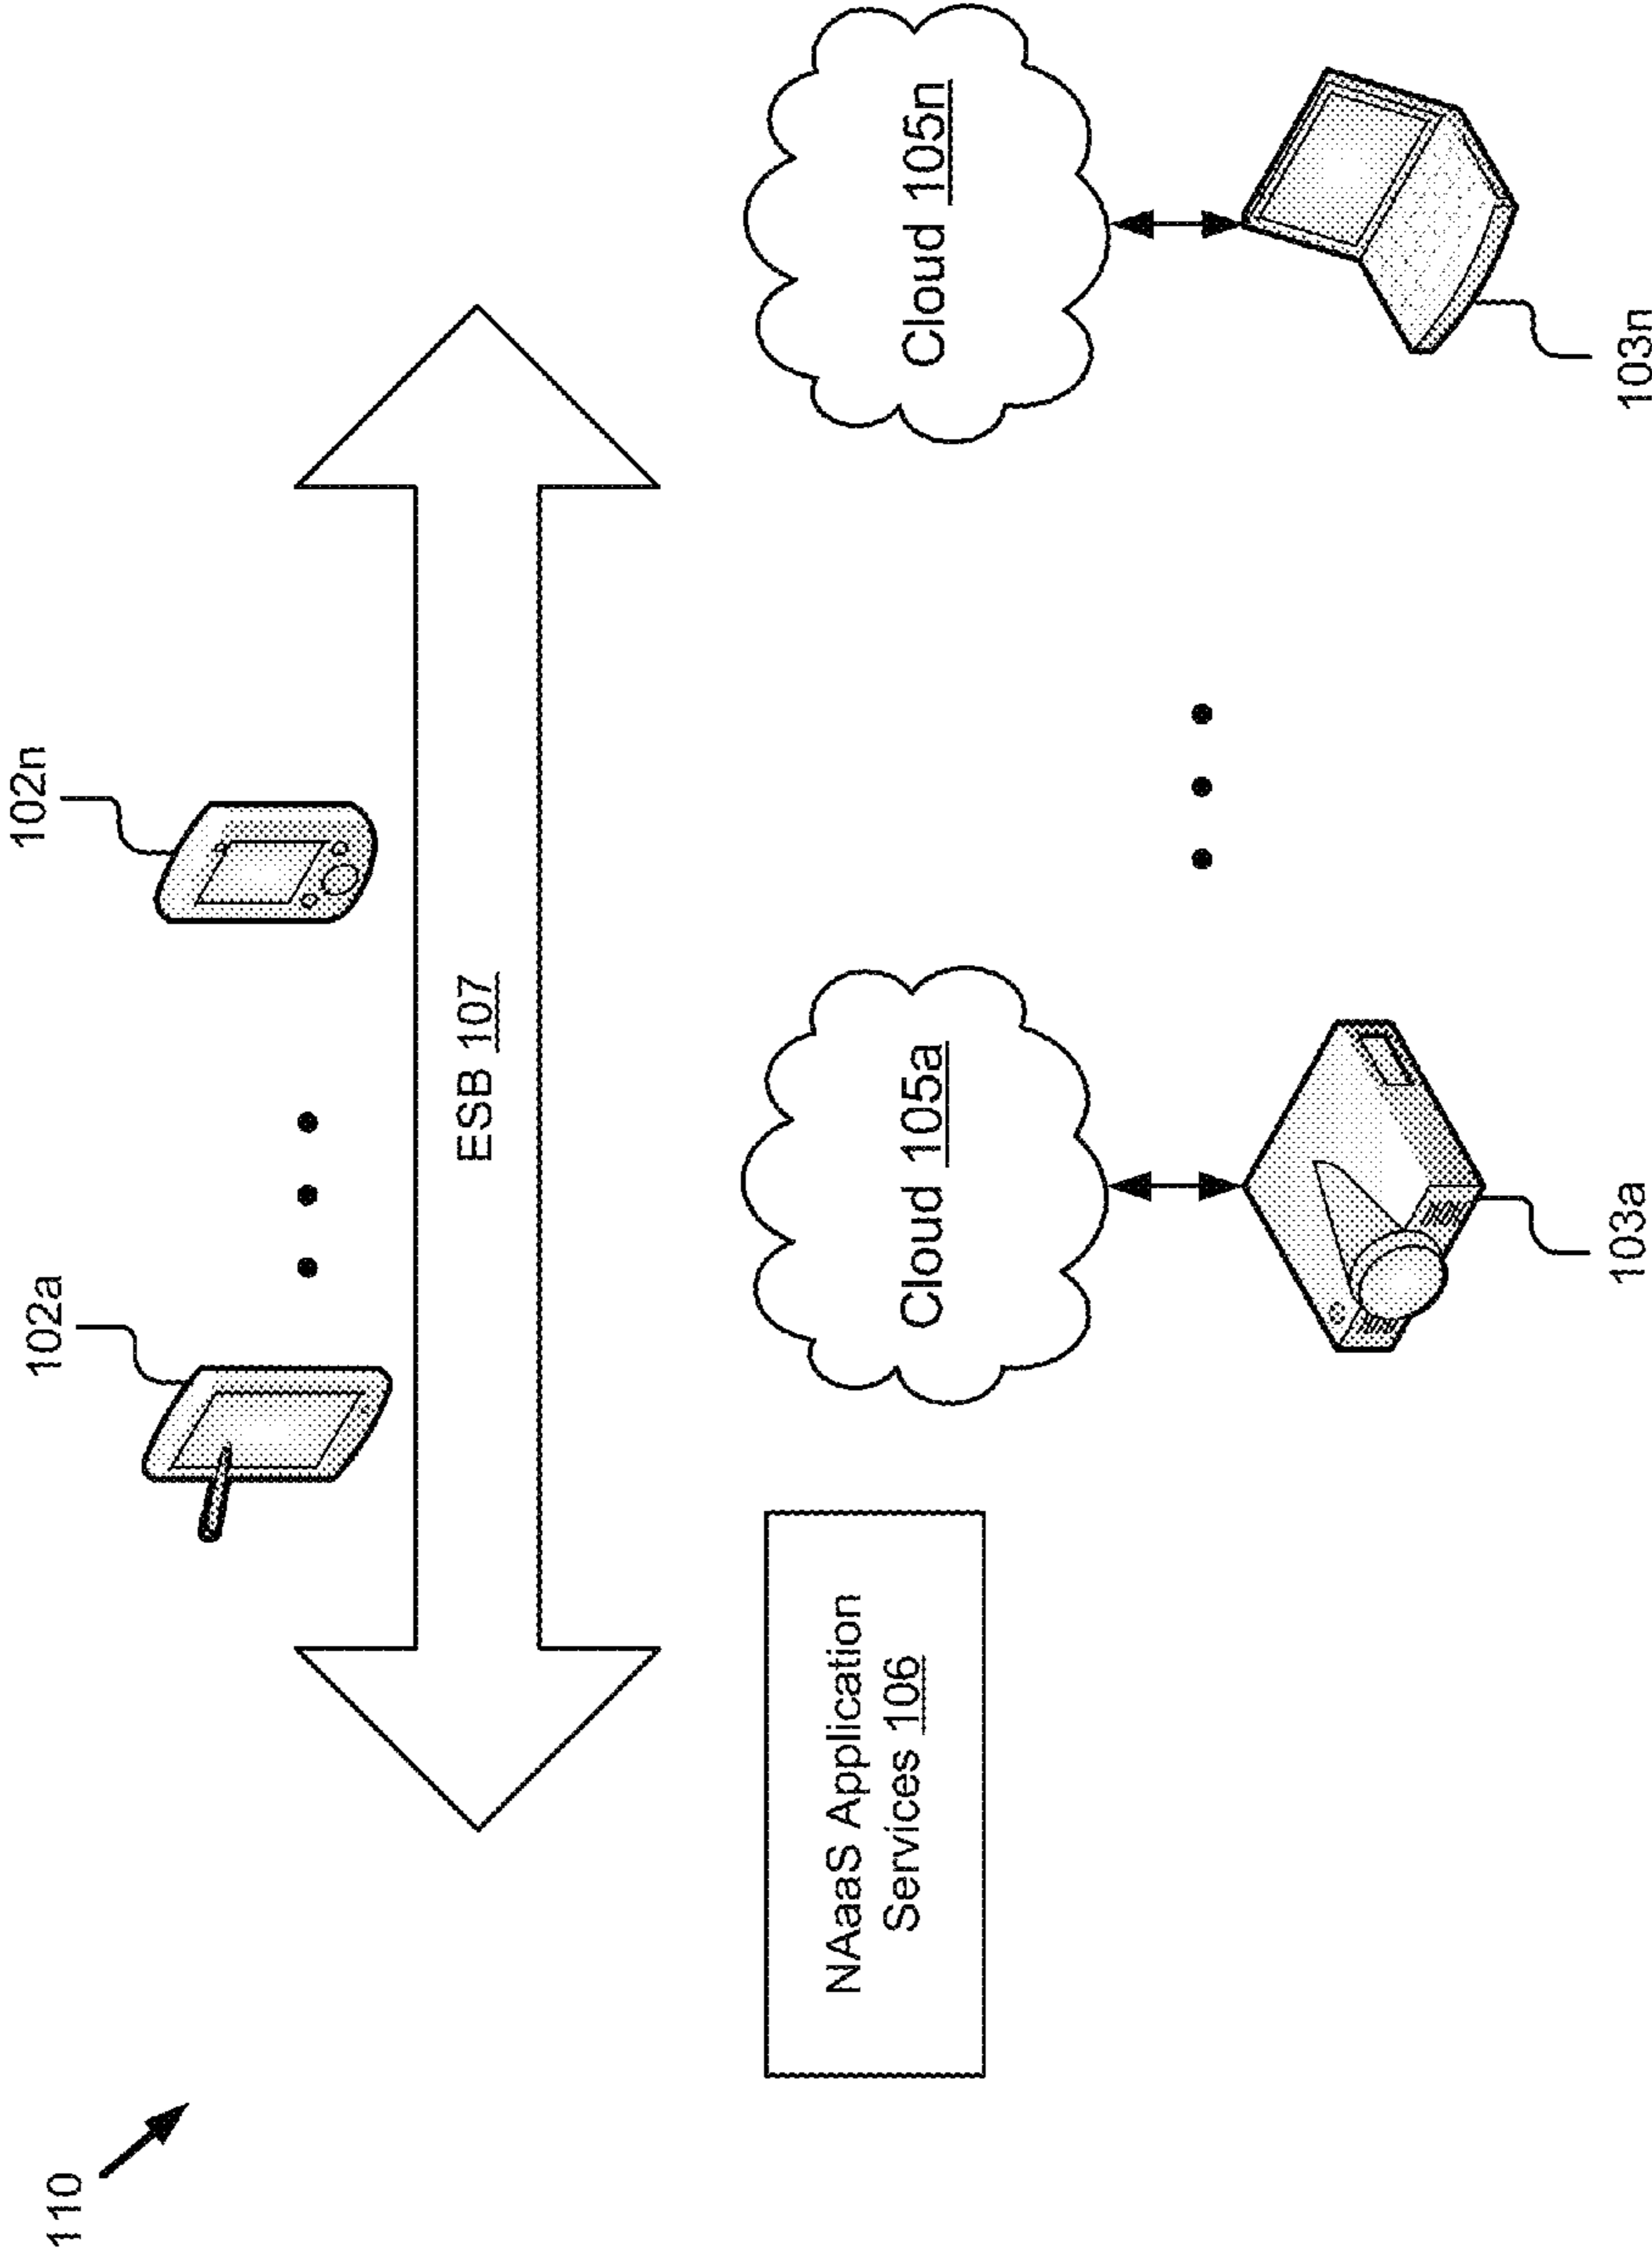 110
102a
102n
ESB 107
NAaaS Application
Services 106
Cloud 105a
Cloud 105n
103a
103n